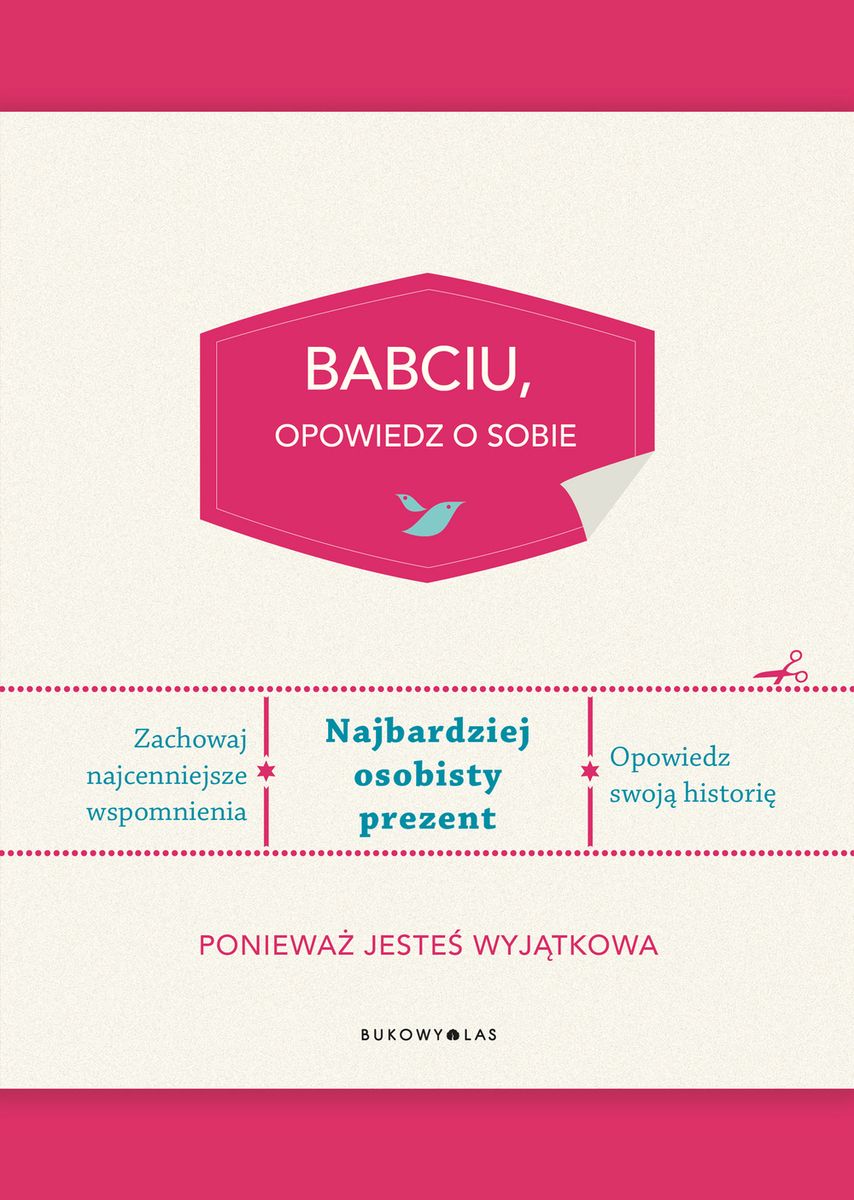 BABCIU,
OPOWIEDZ O SOBIE
Zachowaj
najcenniejsze
wspomnienia
Najbardziej
osobisty
prezent
Opowiedz
swoją historię
PONIEWAŻ JESTEŚ WYJĄTKOWA
BUKOWY LAS